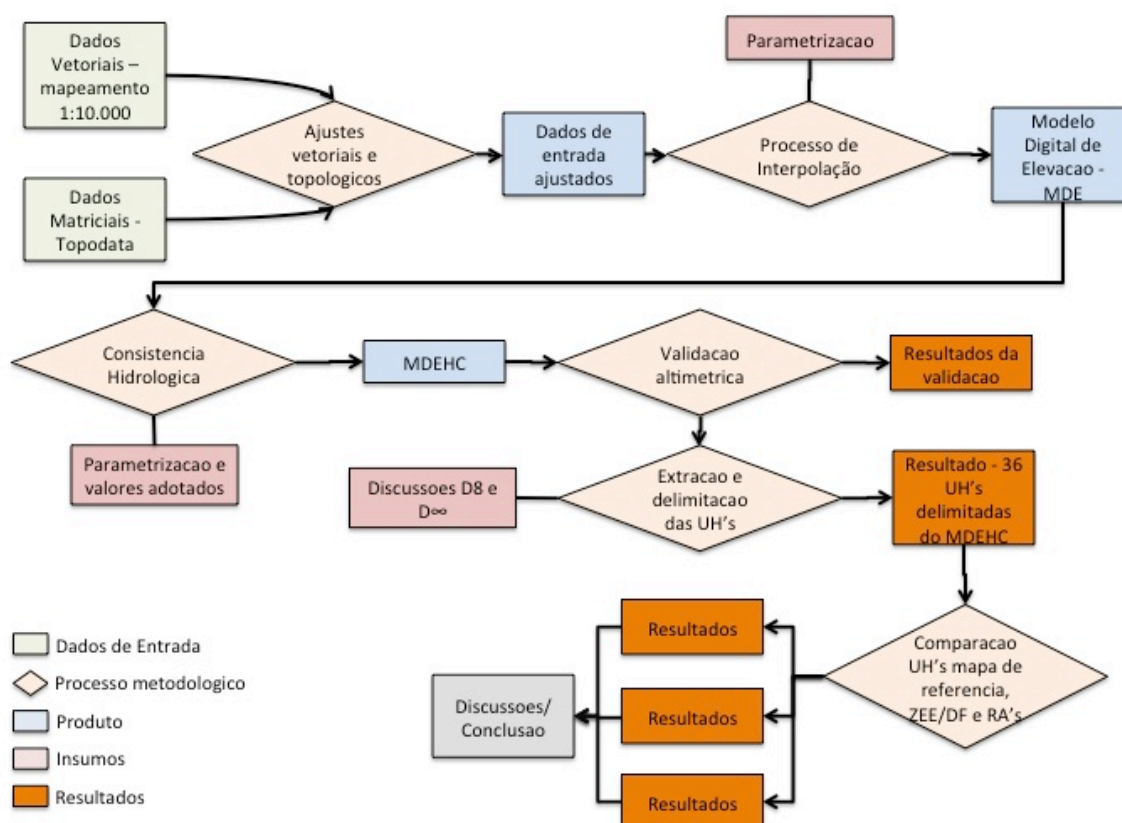 Dados
Vetoriais –
mapeamento
1:10.000
Parametrizacao
Ajustes
vetoriais e
topologicos
Dados de
entrada
ajustados
Processo de
Interpolação
Modelo
Digital de
Elevacao -
MDE
Dados
Matriciais -
Topodata
Consistencia
Hidrologica
MDEHC
Validacao
altimetrica
Resultados da
validacao
Parametrizacao e
valores adotados
Discussoes D8 e
D∞
Extracao e
delimitacao
das UH's
Resultado - 36
UH's
delimitadas
do MDEHC
Comparacao
UH's mapa de
referencia,
ZEE/DF e RA's
Resultados
Resultados
Resultados
Discussoes/
Conclusao
Dados de Entrada
Processo metodologico
Produto
Insumos
Resultados